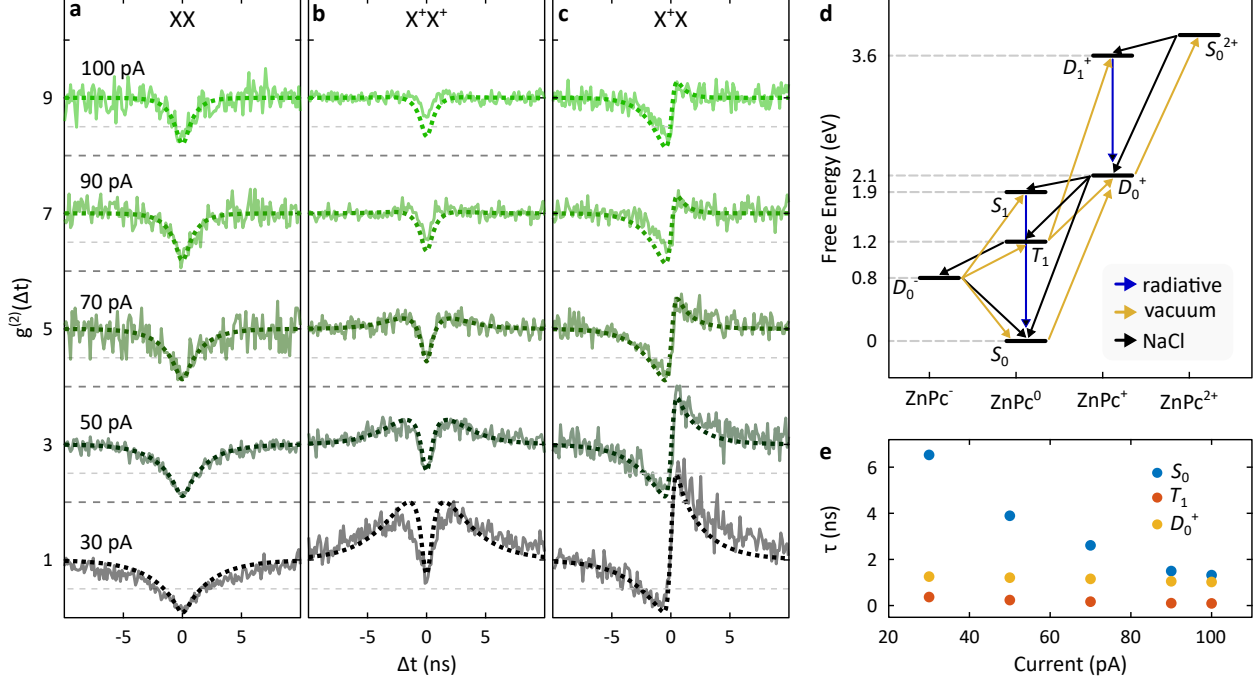 a
XX
b
X⁺X⁺
c
X⁺X
g⁽²⁾(Δt)
9
7
5
3
1
100 pA
90 pA
70 pA
50 pA
30 pA
-5 0 5
-5 0 5
-5 0 5
Δt (ns)
d
Free Energy (eV)
3.6
2.1
1.9
1.2
0.8
0
S₀²⁺
D₁⁺
D₀⁺
S₁
T₁
D₀⁻
S₀
radiative
vacuum
NaCl
ZnPc⁻ ZnPc⁰ ZnPc⁺ ZnPc²⁺
e
τ (ns)
6
4
2
0
S₀
T₁
D₀⁺
20 40 60 80 100
Current (pA)